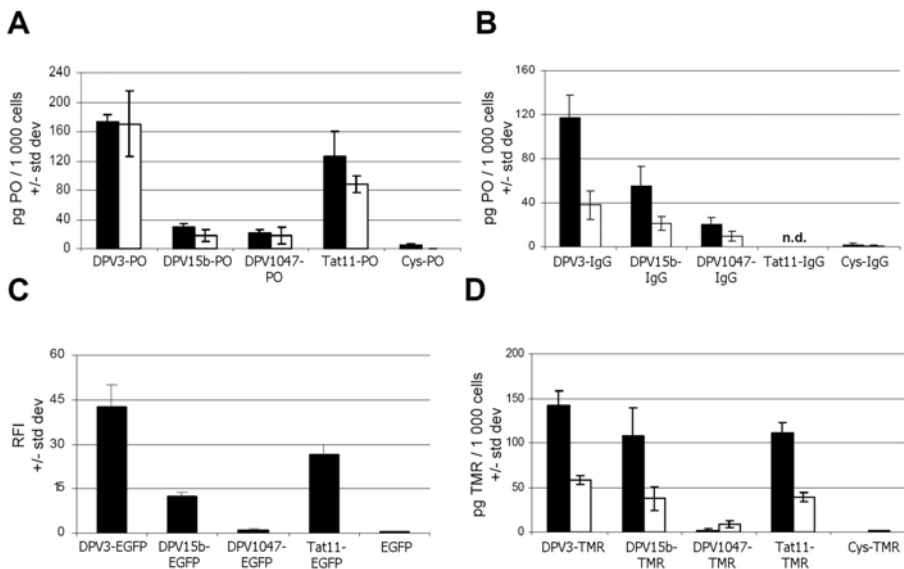 A
pg PO / 1 000 cells
+/- std dev
240
200
160
120
80
40
0
DPV3-PO
DPV15b-PO
DPV1047-
PO
Tat11-PO
Cys-PO
B
pg PO / 1 000 cells
+/- std dev
160
120
80
40
0
n.d.
DPV3-IgG
DPV15b-
IgG
DPV1047-
IgG
Tat11-IgG
Cys-IgG
C
RFI
+/- std dev
60
45
30
15
0
DPV3-EGFP
DPV15b-
EGFP
DPV1047-
EGFP
Tat11-
EGFP
EGFP
D
pg TMR / 1 000 cells
+/- std dev
200
150
100
50
0
DPV3-TMR
DPV15b-
TMR
DPV1047-
TMR
Tat11-
TMR
Cys-TMR